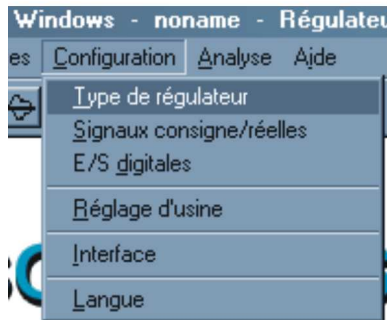 Windows - noname - Régulateu
es Configuration Analyse Aide
Type de régulateur
Signaux consigne/réelles
E/S digitales
Réglage d'usine
Interface
Langue